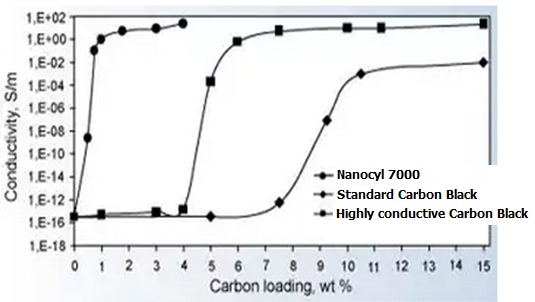 1,E+02
1,E+00
1,E-02
1,E-04
1,E-06
1,E-08
1,E-10
1,E-14
1,E-12
1,E-16
1,E-18
Conductivity, S/m
0 1 2 3 4 5 6 7 8 9 10 11 12 13 14 15
Carbon loading, wt %
Nanocyl 7000
Standard Carbon Black
Highly conductive Carbon Black